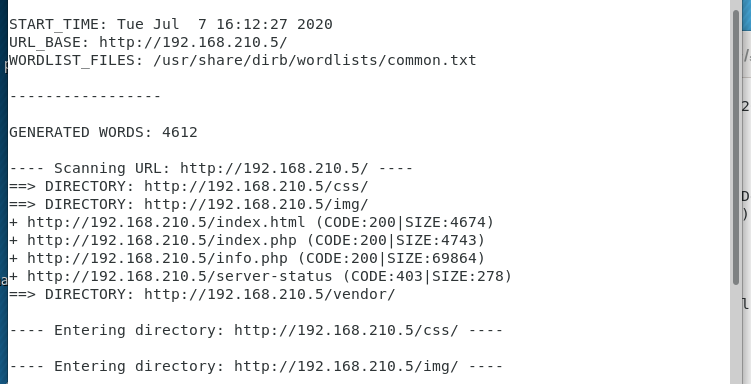 START_TIME: Tue Jul  7 16:12:27 2020
URL_BASE: http://192.168.210.5/
WORDLIST_FILES: /usr/share/dirb/wordlists/common.txt
-----------------
GENERATED WORDS: 4612
---- Scanning URL: http://192.168.210.5/ ----
==> DIRECTORY: http://192.168.210.5/css/
==> DIRECTORY: http://192.168.210.5/img/
+ http://192.168.210.5/index.html (CODE:200|SIZE:4674)
+ http://192.168.210.5/index.php (CODE:200|SIZE:4743)
+ http://192.168.210.5/info.php (CODE:200|SIZE:69864)
+ http://192.168.210.5/server-status (CODE:403|SIZE:278)
==> DIRECTORY: http://192.168.210.5/vendor/
---- Entering directory: http://192.168.210.5/css/ ----
---- Entering directory: http://192.168.210.5/img/ ----